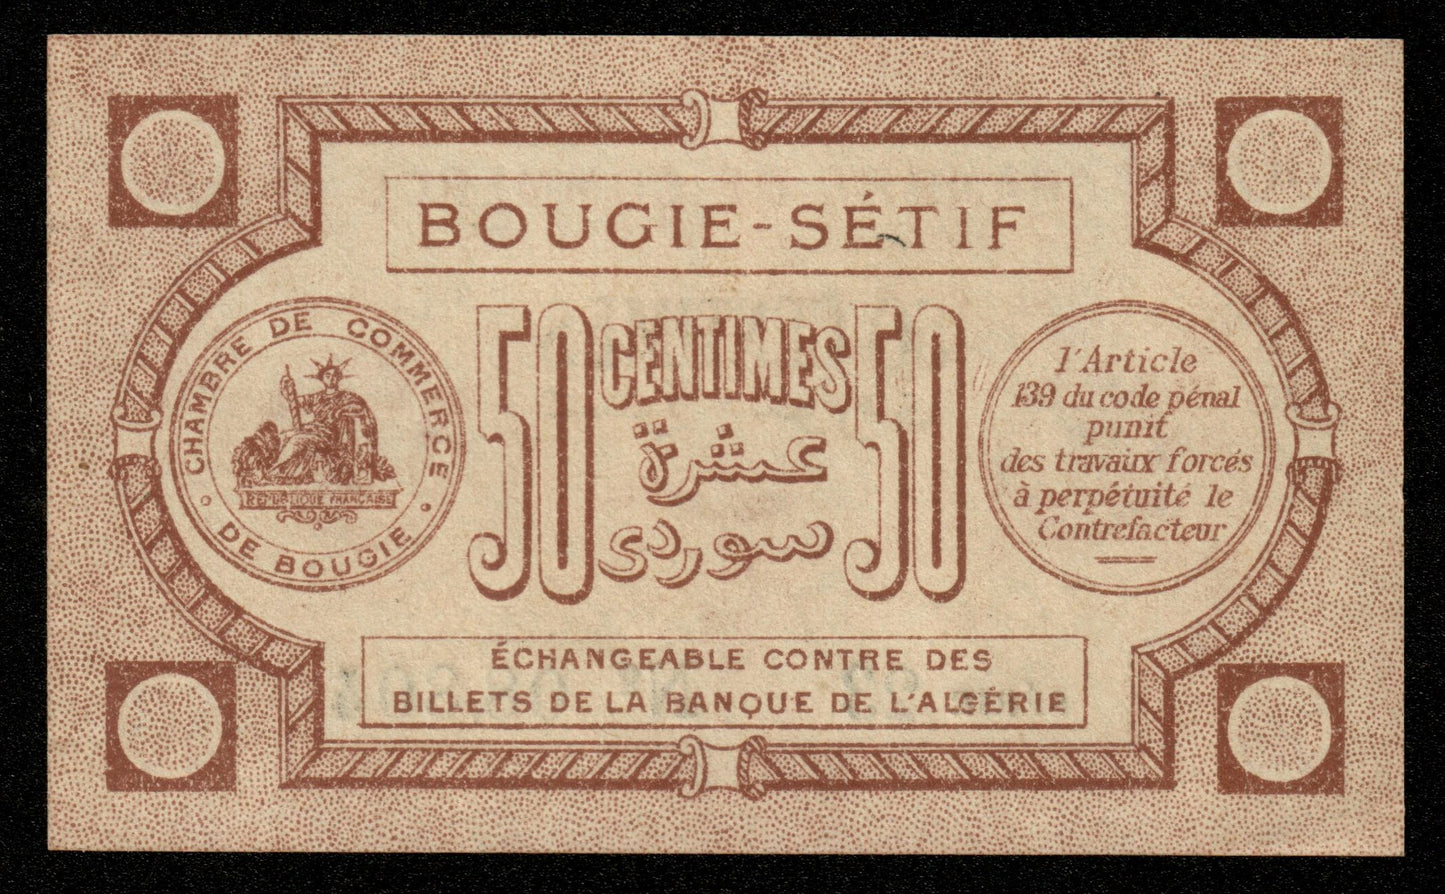 BOUGIE-SÉTIF
CHAMBRE DE COMMERCE
DE BOUGIE
REPUBLIQUE FRANCAISE
50 CENTIMES 50
عشرة
سوردى
l'Article
139 du code pénal
punit
des travaux forcés
à perpétuité le
Contrefacteur
ÉCHANGEABLE CONTRE DES
BILLETS DE LA BANQUE DE L'ALGÉRIE